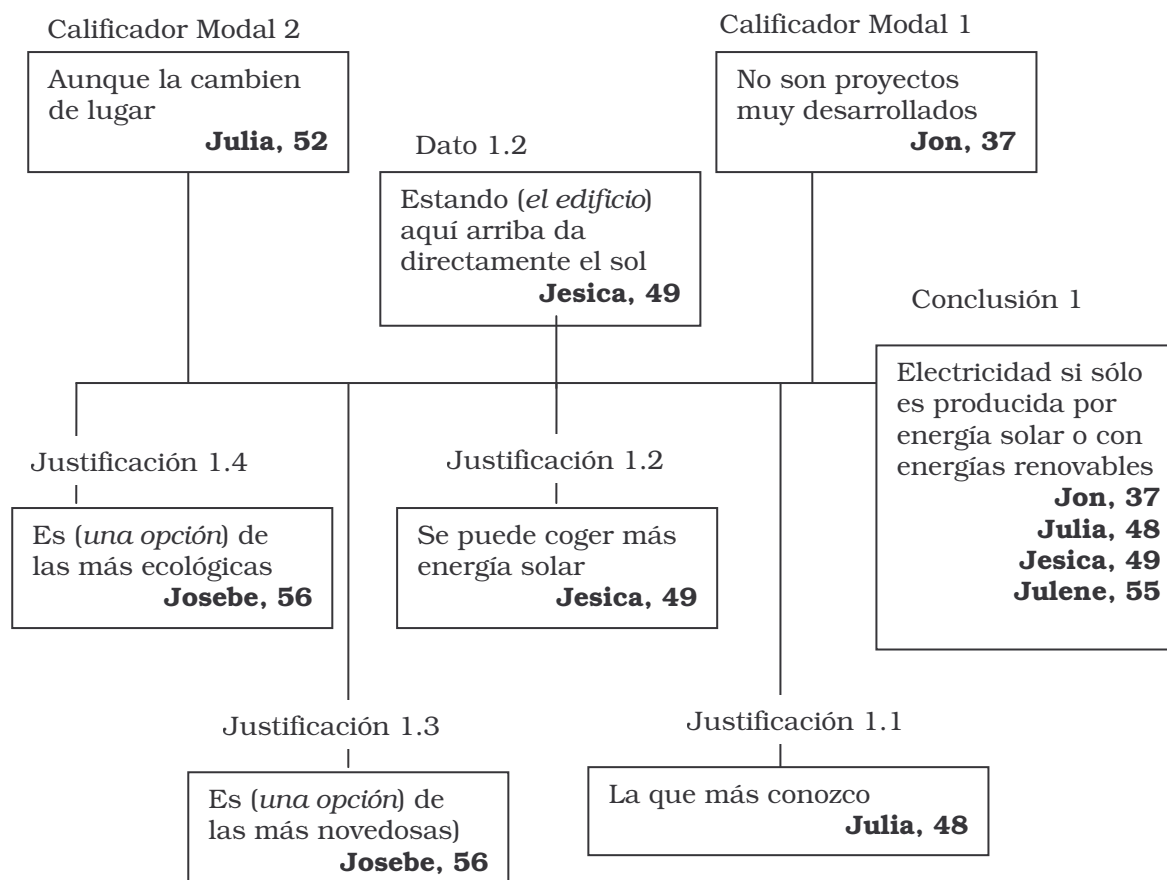 Calificador Modal 2
Aunque la cambien
de lugar
Julia, 52
Calificador Modal 1
No son proyectos
muy desarrollados
Jon, 37
Dato 1.2
Estando (el edificio)
aquí arriba da
directamente el sol
Jesica, 49
Conclusión 1
Electricidad si sólo
es producida por
energía solar o con
energías renovables
Jon, 37
Julia, 48
Jesica, 49
Julene, 55
Justificación 1.4
Es (una opción) de
las más ecológicas
Josebe, 56
Justificación 1.2
Se puede coger más
energía solar
Jesica, 49
Justificación 1.3
Es (una opción) de
las más novedosas)
Josebe, 56
Justificación 1.1
La que más conozco
Julia, 48